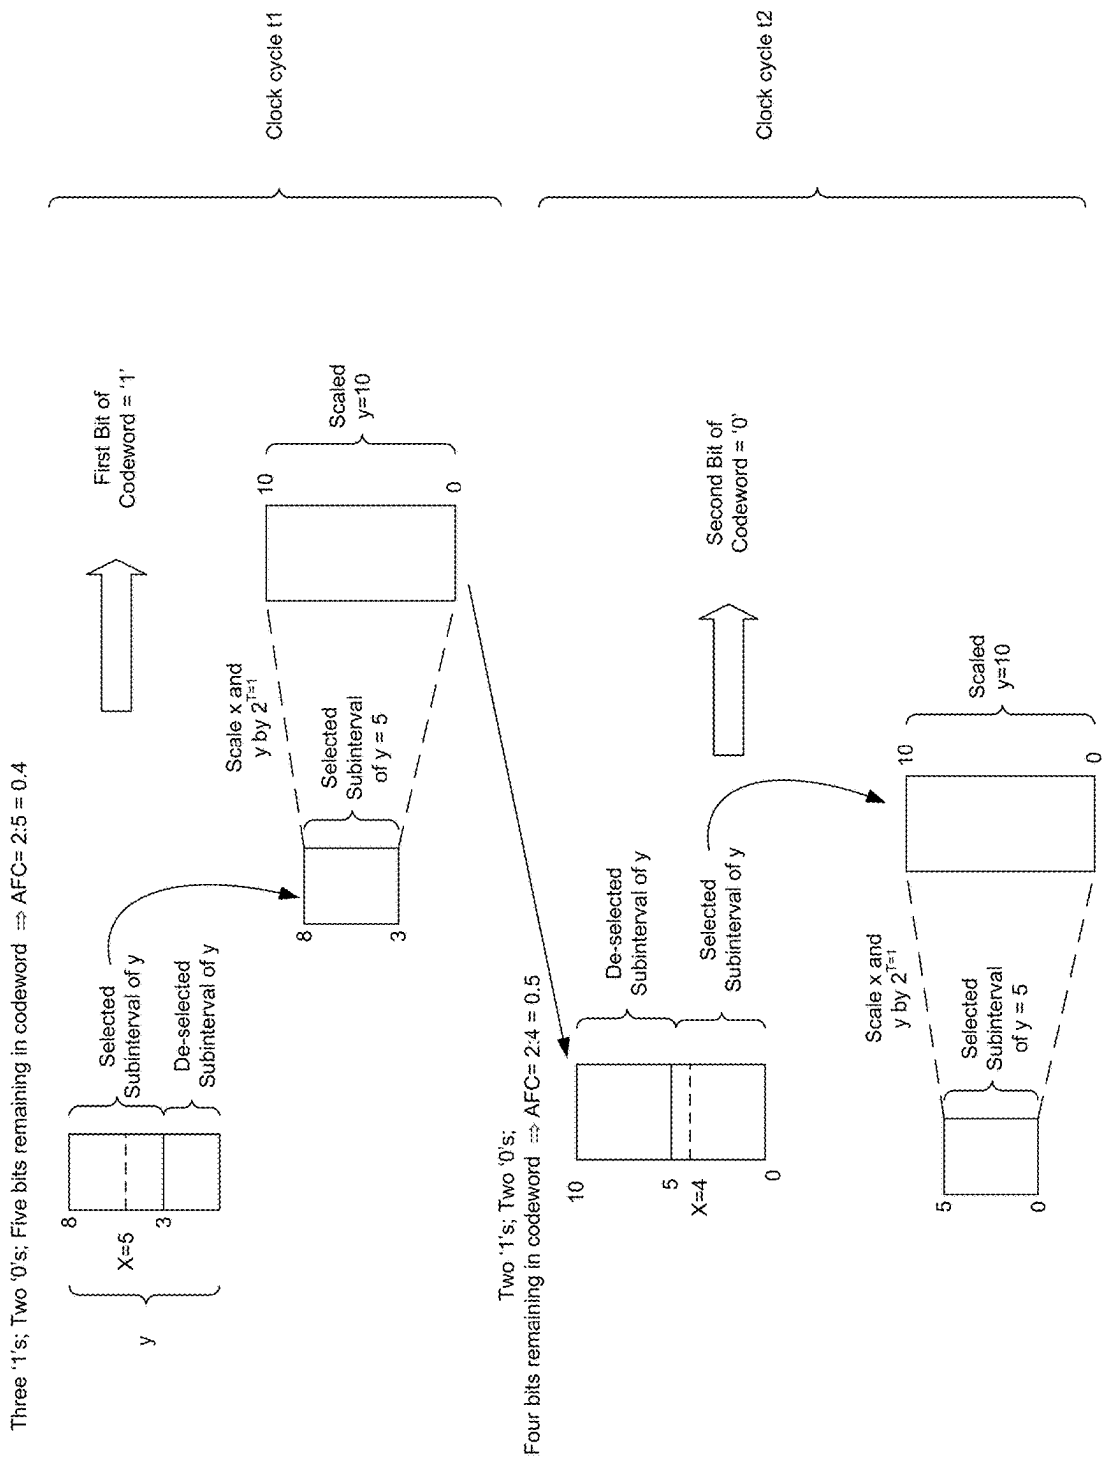 Three '1's; Two '0's; Five bits remaining in codeword ⇒ AFC= 2:5 = 0.4
y
8
X=5
3
Selected
Subinterval of y
De-selected
Subinterval of y
First Bit of
Codeword = '1'
8
3
Selected
Subinterval
of y = 5
Scale x and
y by 2^T=1
10
0
Scaled
y=10
Clock cycle t1
Two '1's; Two '0's;
Four bits remaining in codeword ⇒ AFC= 2:4 = 0.5
10
5
X=4
0
De-selected
Subinterval of y
Selected
Subinterval of y
Second Bit of
Codeword = '0'
5
0
Selected
Subinterval
of y = 5
Scale x and
y by 2^T=1
10
0
Scaled
y=10
Clock cycle t2